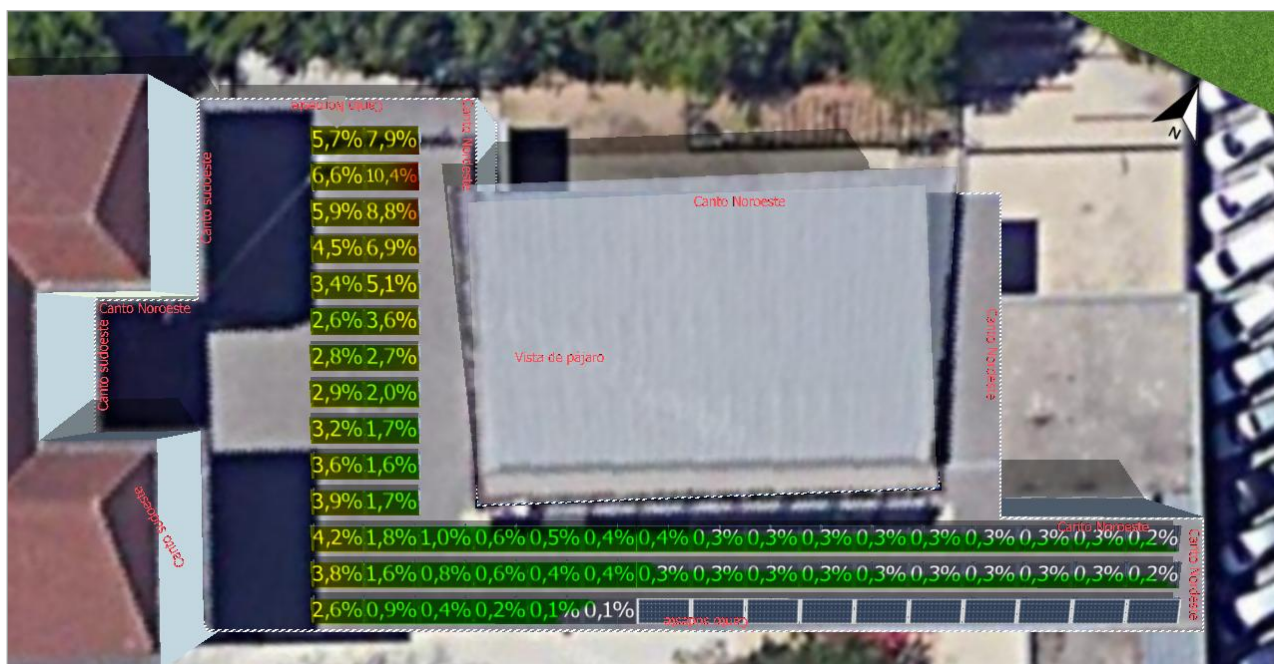 Canto Noroeste
Canto Nordeste
Canto sudoeste
5,7% 7,9%
6,6% 10,4%
5,9% 8,8%
4,5% 6,9%
3,4% 5,1%
2,6% 3,6%
2,8% 2,7%
2,9% 2,0%
3,2% 1,7%
3,6% 1,6%
3,9% 1,7%
Canto Noroeste
Canto Noroeste
Canto sudoeste
Vista de pájaro
Canto Nordeste
Canto sudoeste
Canto Noroeste
4,2% 1,8% 1,0% 0,6% 0,5% 0,4% 0,4% 0,3% 0,3% 0,3% 0,3% 0,3% 0,3% 0,3% 0,3% 0,2%
3,8% 1,6% 0,8% 0,6% 0,4% 0,4% 0,3% 0,3% 0,3% 0,3% 0,3% 0,3% 0,3% 0,3% 0,3% 0,2%
2,6% 0,9% 0,4% 0,2% 0,1% 0,1%
Canto Nordeste
Canto sudeste
N